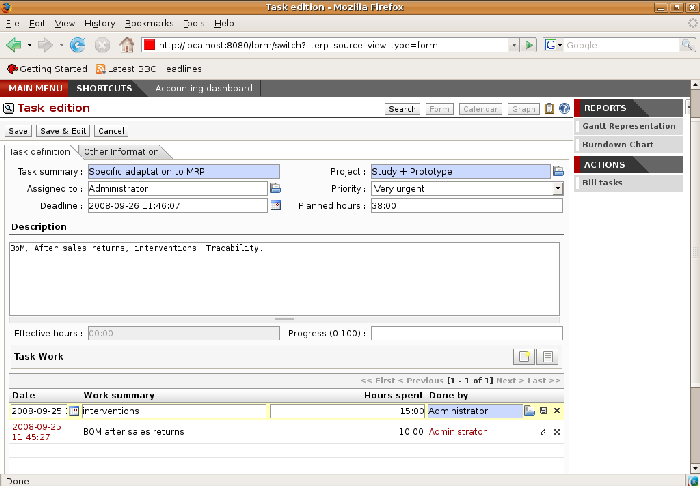 Task edition - Mozilla Firefox
File Edit View History Bookmarks Tools Help
http://localhost:8080/form/switch?_terp_source_view_type=form
Google
Getting Started Latest BBC Headlines
MAIN MENU SHORTCUTS Accounting dashboard
Task edition
Search Form Calendar Graph
REPORTS
Gantt Representation
Burndown Chart
ACTIONS
Bill tasks
Save Save & Edit Cancel
Task definition Other Information
Task summary : Specific adaptation to MRP Project : Study + Prototype
Assigned to : Administrator Priority : Very urgent
Deadline : 2008-09-26 11:46:07 Planned hours : 38:00
Description
BoM, After sales returns, interventions. Tracability.
Effective hours : 00:00 Progress (0-100) :
Task Work
<< First < Previous [1 - 1 of 1] Next > Last >>
Date Work summary Hours spent Done by
2008-09-25 interventions 15:00 Administrator
2008-09-25
11:45:27 BOM after sales returns 10:00 Administrator
Done